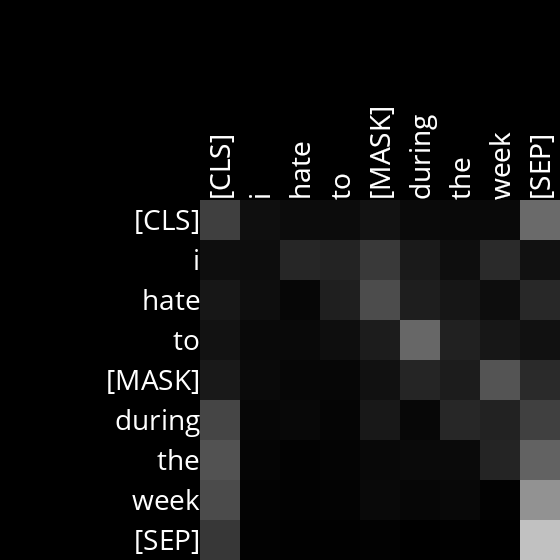 [CLS] i hate to [MASK] during the week [SEP]
[CLS]
i
hate
to
[MASK]
during
the
week
[SEP]